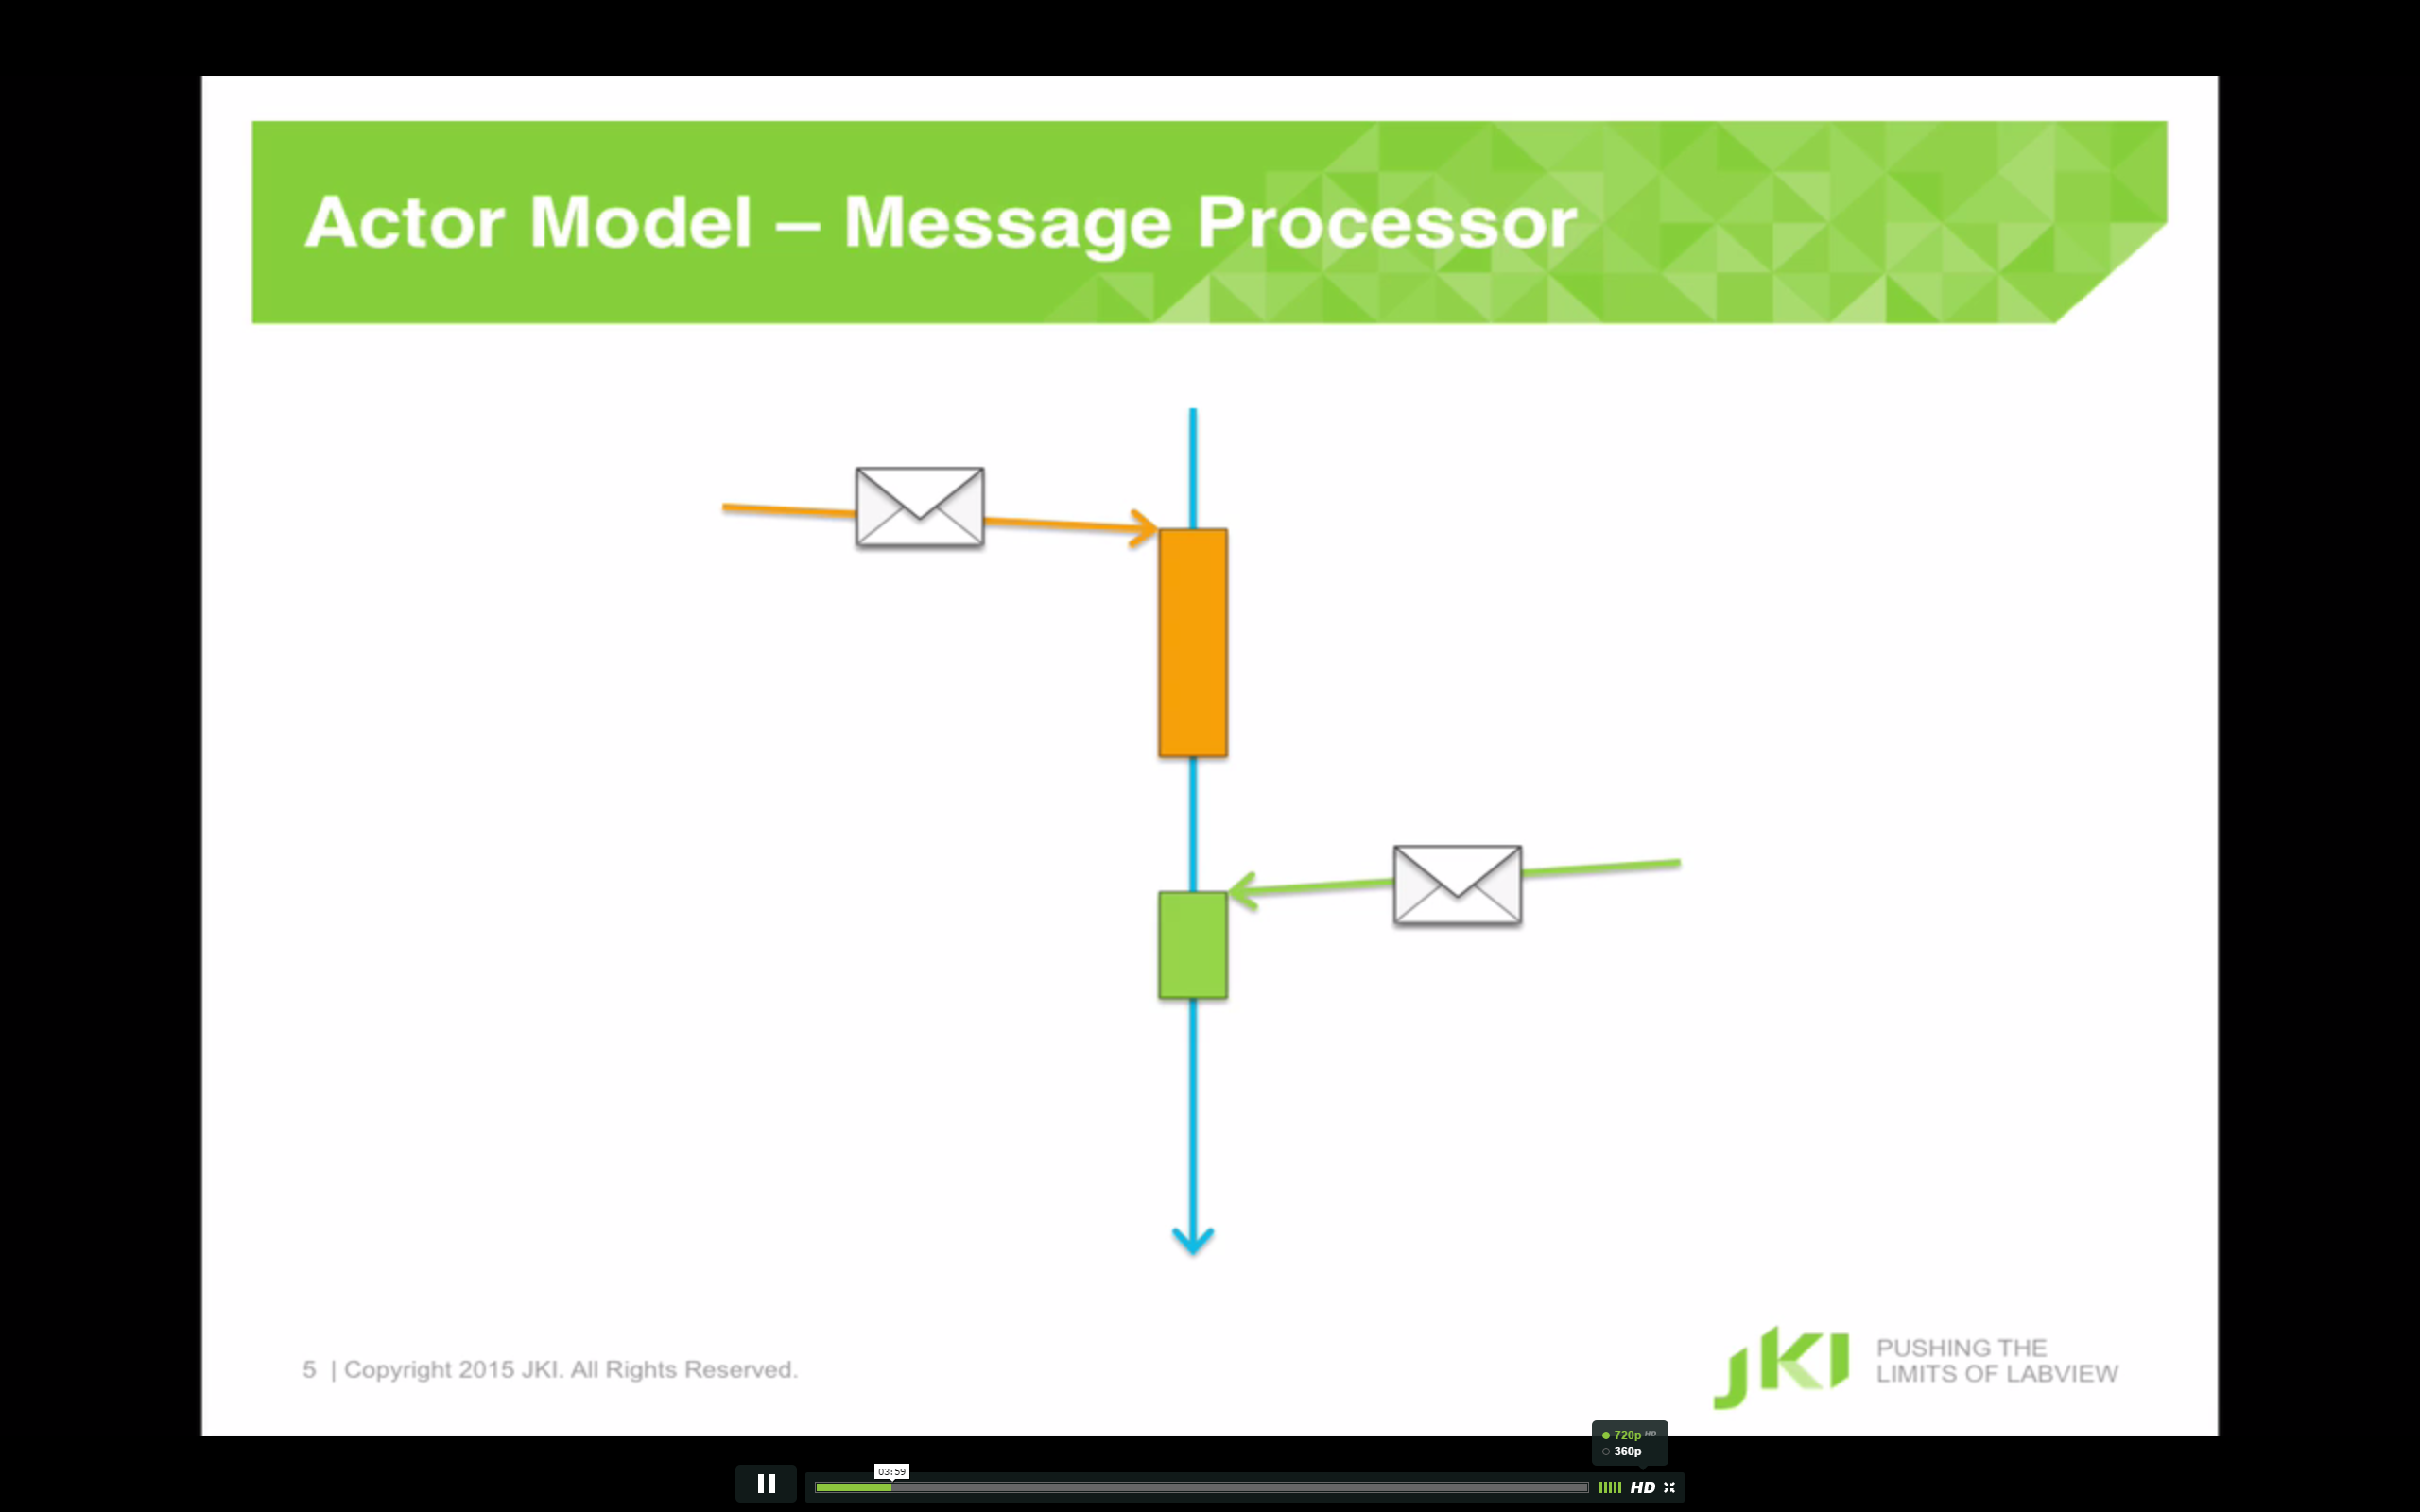 Actor Model – Message Processor
5 | Copyright 2015 JKI. All Rights Reserved.
JKI
PUSHING THE
LIMITS OF LABVIEW
720p HD
360p
03:59
HD